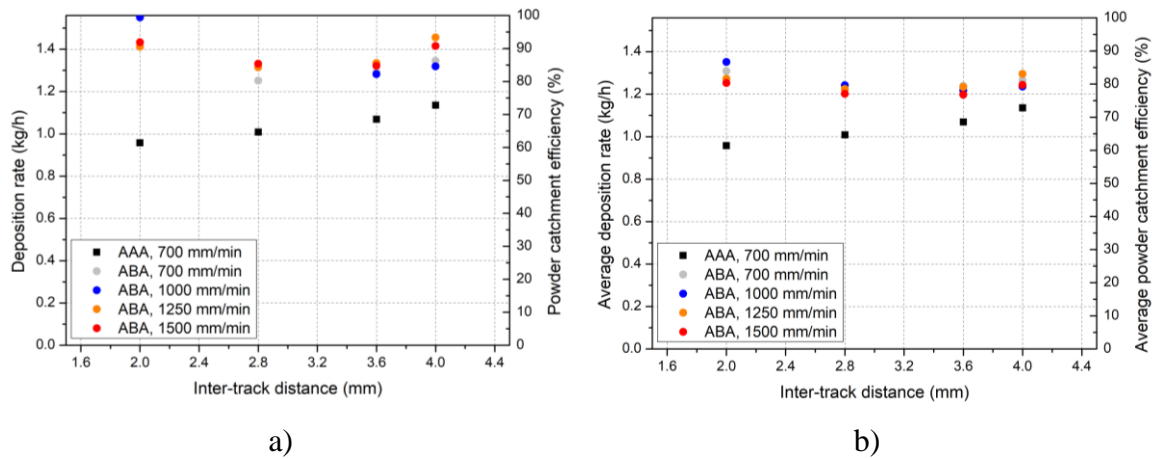 Deposition rate (kg/h)
1.4
1.2
1.0
0.8
0.6
0.4
0.2
0.0
AAA, 700 mm/min
ABA, 700 mm/min
ABA, 1000 mm/min
ABA, 1250 mm/min
ABA, 1500 mm/min
1.6 2.0 2.4 2.8 3.2 3.6 4.0 4.4
Inter-track distance (mm)
100
90
80
70
60
50
40
30
20
10
0
Powder catchment efficiency (%)
a)
Average deposition rate (kg/h)
1.4
1.2
1.0
0.8
0.6
0.4
0.2
0.0
AAA, 700 mm/min
ABA, 700 mm/min
ABA, 1000 mm/min
ABA, 1250 mm/min
ABA, 1500 mm/min
1.6 2.0 2.4 2.8 3.2 3.6 4.0 4.4
Inter-track distance (mm)
100
90
80
70
60
50
40
30
20
10
0
Average powder catchment efficiency (%)
b)